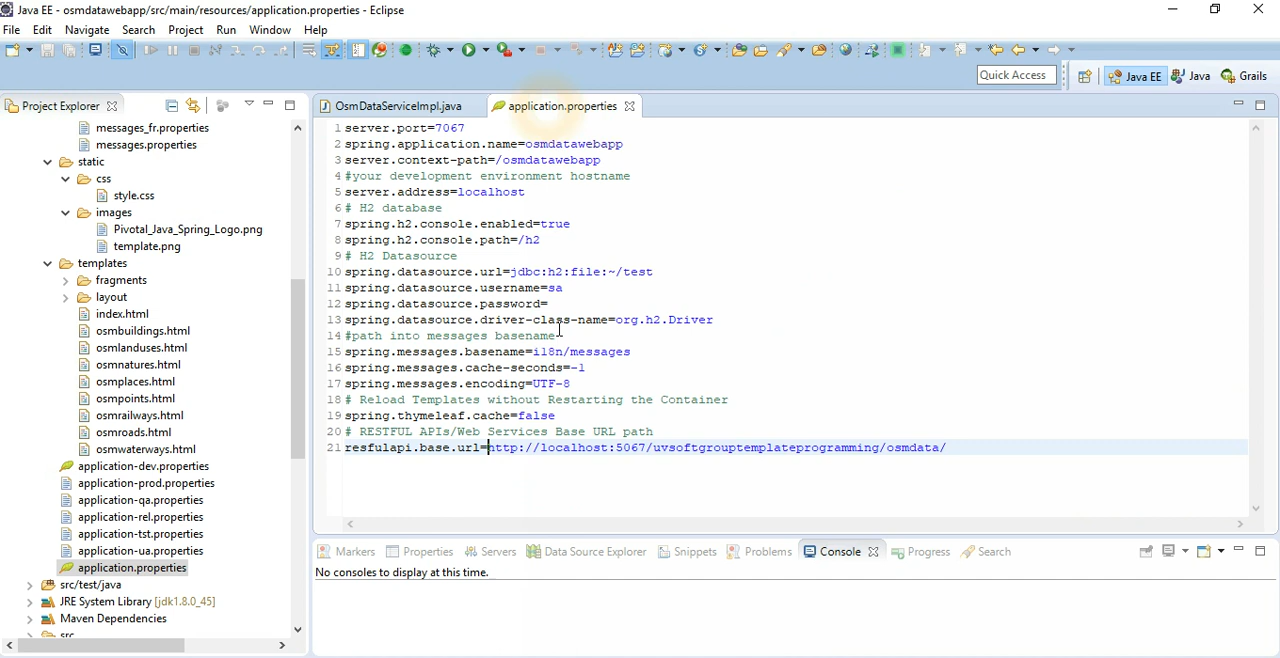 Java EE - osmdatawebapp/src/main/resources/application.properties - Eclipse
File Edit Navigate Search Project Run Window Help
Quick Access
Java EE Java Grails
Project Explorer
messages_fr.properties
messages.properties
static
css
style.css
images
Pivotal_Java_Spring_Logo.png
template.png
templates
fragments
layout
index.html
osmbuildings.html
osmlanduses.html
osmnatures.html
osmplaces.html
osmpoints.html
osmrailways.html
osmroads.html
osmwaterways.html
application-dev.properties
application-prod.properties
application-qa.properties
application-rel.properties
application-tst.properties
application-ua.properties
application.properties
src/test/java
JRE System Library [jdk1.8.0_45]
Maven Dependencies
src
OsmDataServiceImpl.java application.properties
1 server.port=7067
2 spring.application.name=osmdatawebapp
3 server.context-path=/osmdatawebapp
4 #your development environment hostname
5 server.address=localhost
6 # H2 database
7 spring.h2.console.enabled=true
8 spring.h2.console.path=/h2
9 # H2 Datasource
10 spring.datasource.url=jdbc:h2:file:~/test
11 spring.datasource.username=sa
12 spring.datasource.password=
13 spring.datasource.driver-class-name=org.h2.Driver
14 #path into messages basename
15 spring.messages.basename=i18n/messages
16 spring.messages.cache-seconds=-1
17 spring.messages.encoding=UTF-8
18 # Reload Templates without Restarting the Container
19 spring.thymeleaf.cache=false
20 # RESTFUL APIs/Web Services Base URL path
21 resfulapi.base.url=http://localhost:5067/uvsoftgrouptemplateprogramming/osmdata/
Markers Properties Servers Data Source Explorer Snippets Problems Console Progress Search
No consoles to display at this time.